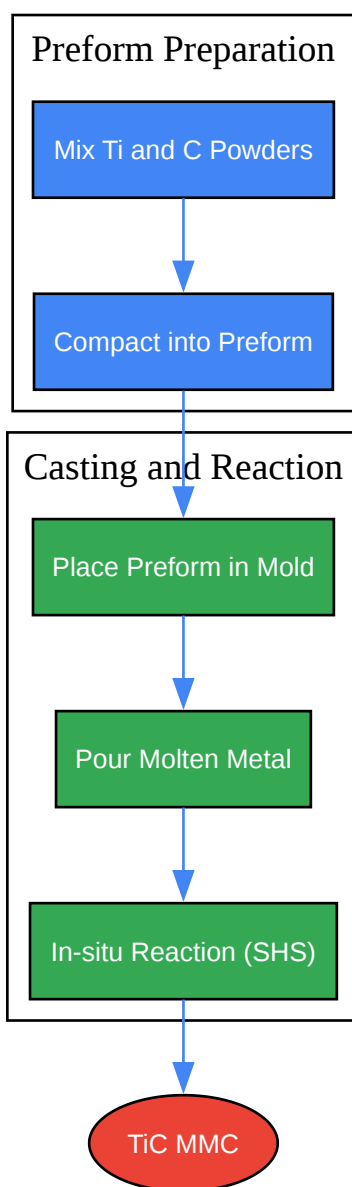 Preform Preparation
Mix Ti and C Powders
Compact into Preform
Casting and Reaction
Place Preform in Mold
Pour Molten Metal
In-situ Reaction (SHS)
TiC MMC